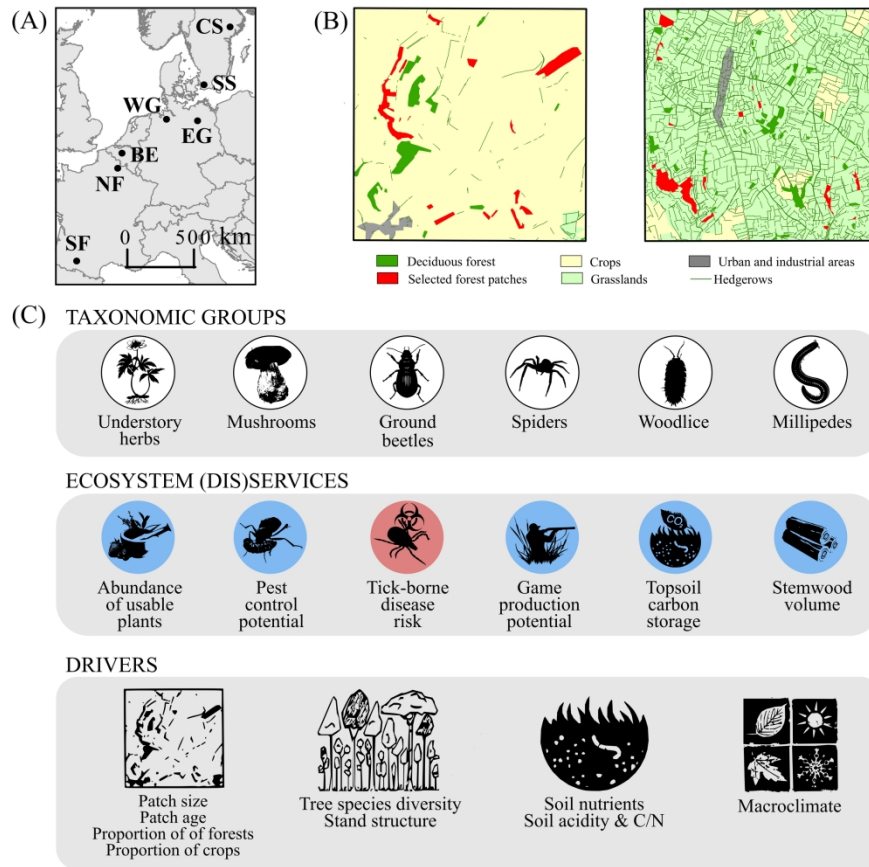 (A)
CS
SS
WG
EG
BE
NF
SF
0 500 km
(B)
Deciduous forest
Selected forest patches
Crops
Grasslands
Urban and industrial areas
Hedgerows
(C)
TAXONOMIC GROUPS
Understory
herbs
Mushrooms
Ground
beetles
Spiders
Woodlice
Millipedes
ECOSYSTEM (DIS)SERVICES
CO₂
Abundance
of usable
plants
Pest
control
potential
Tick-borne
disease
risk
Game
production
potential
Topsoil
carbon
storage
Stemwood
volume
DRIVERS
Patch size
Patch age
Proportion of of forests
Proportion of crops
Tree species diversity
Stand structure
Soil nutrients
Soil acidity & C/N
Macroclimate